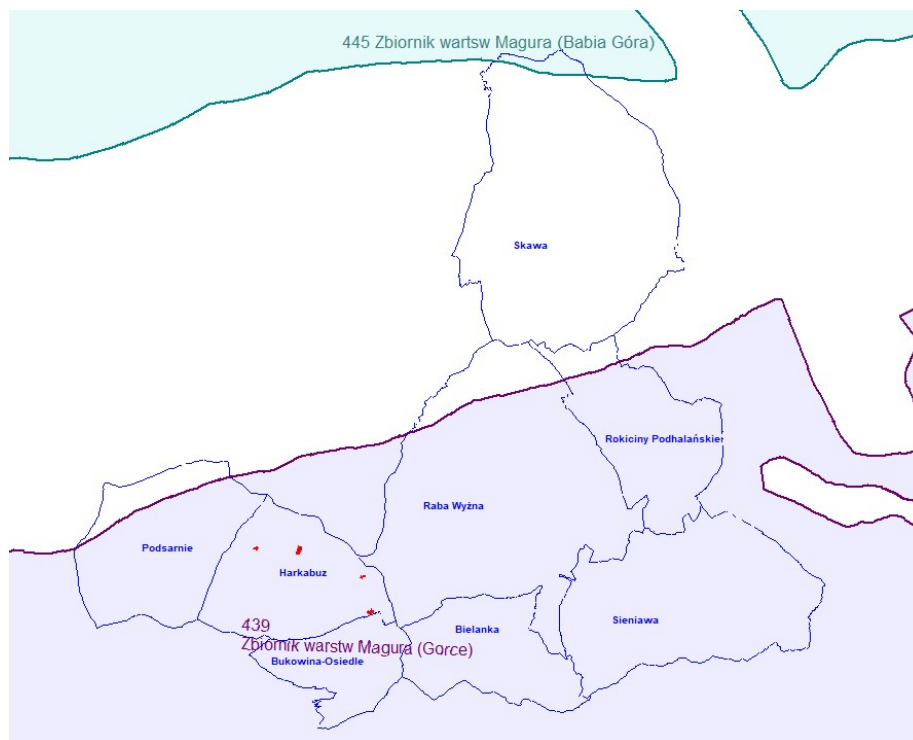 445 Zbiornik wartsw Magura (Babia Góra)
Skawa
Rokiciny Podhalańskie
Raba Wyżna
Podsarnie
Harkabuz
439
Zbiornik warstw Magura (Gorce)
Bielanka
Sieniawa
Bukowina-Osiedle